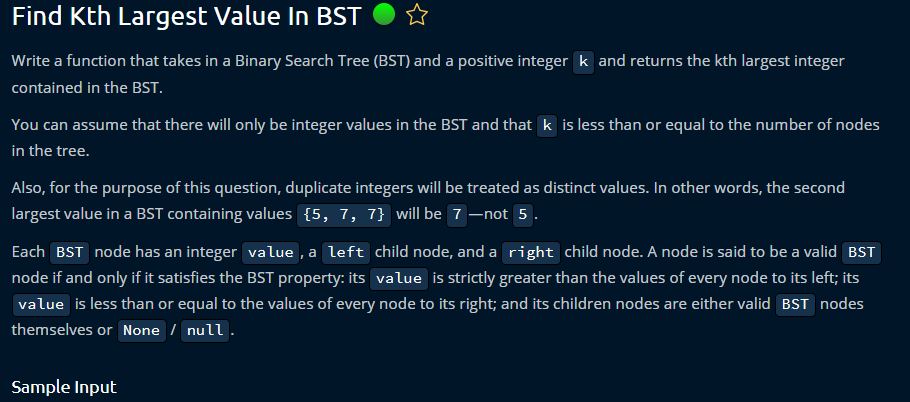 Find Kth Largest Value In BST
Write a function that takes in a Binary Search Tree (BST) and a positive integer k and returns the kth largest integer
contained in the BST.
You can assume that there will only be integer values in the BST and that k is less than or equal to the number of nodes
in the tree.
Also, for the purpose of this question, duplicate integers will be treated as distinct values. In other words, the second
largest value in a BST containing values {5, 7, 7} will be 7—not 5.
Each BST node has an integer value, a left child node, and a right child node. A node is said to be a valid BST
node if and only if it satisfies the BST property: its value is strictly greater than the values of every node to its left; its
value is less than or equal to the values of every node to its right; and its children nodes are either valid BST nodes
themselves or None / null.
Sample Input